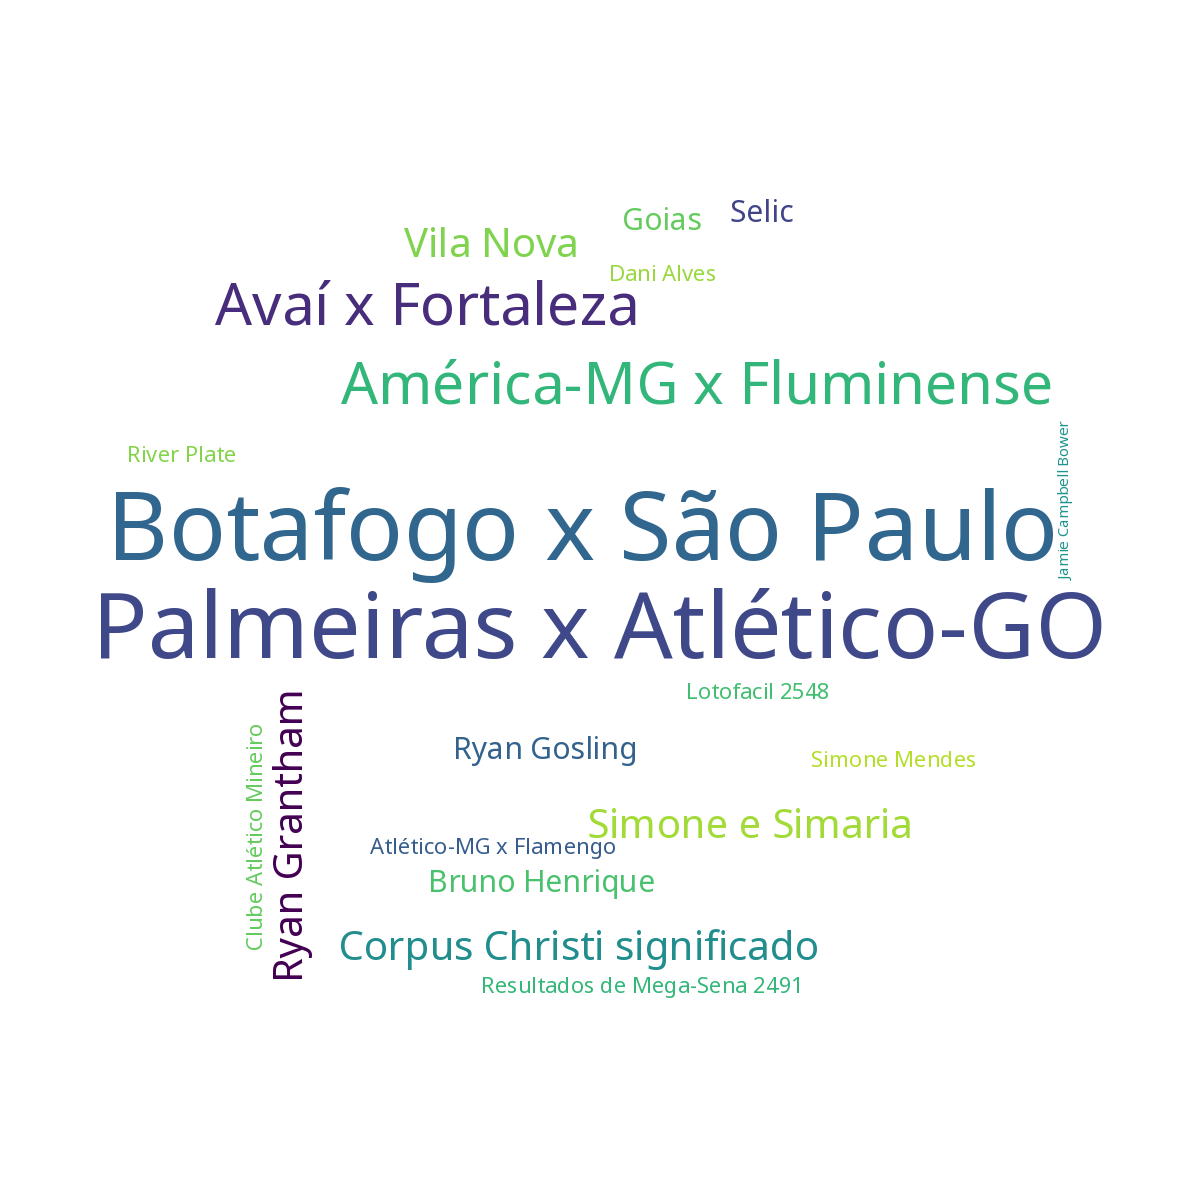 Selic
Goias
Vila Nova
Dani Alves
Avaí x Fortaleza
América-MG x Fluminense
River Plate
Jamie Campbell Bower
Botafogo x São Paulo
Palmeiras x Atlético-GO
Lotofacil 2548
Ryan Grantham
Clube Atlético Mineiro
Ryan Gosling
Simone Mendes
Simone e Simaria
Atlético-MG x Flamengo
Bruno Henrique
Corpus Christi significado
Resultados de Mega-Sena 2491